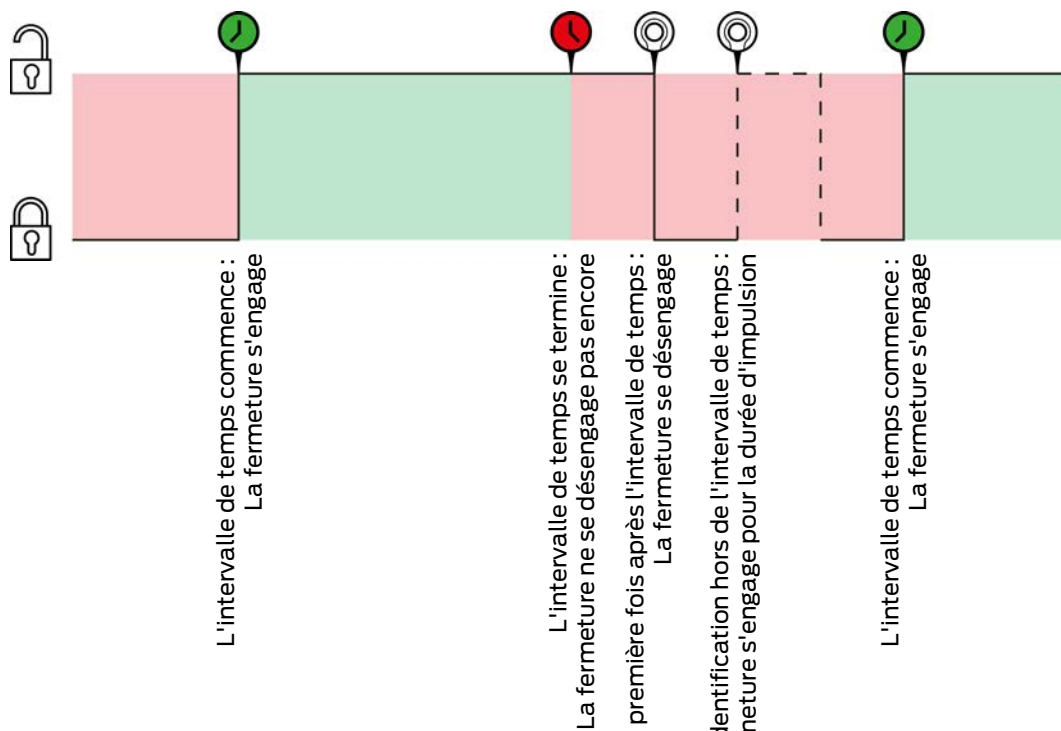 L'intervalle de temps commence :
La fermeture s'engage
L'intervalle de temps se termine :
La fermeture ne se désengage pas encore
première fois après l'intervalle de temps :
La fermeture se désengage
hors de l'intervalle de temps :
s'engage pour la durée d'impulsion
L'intervalle de temps commence :
La fermeture s'engage